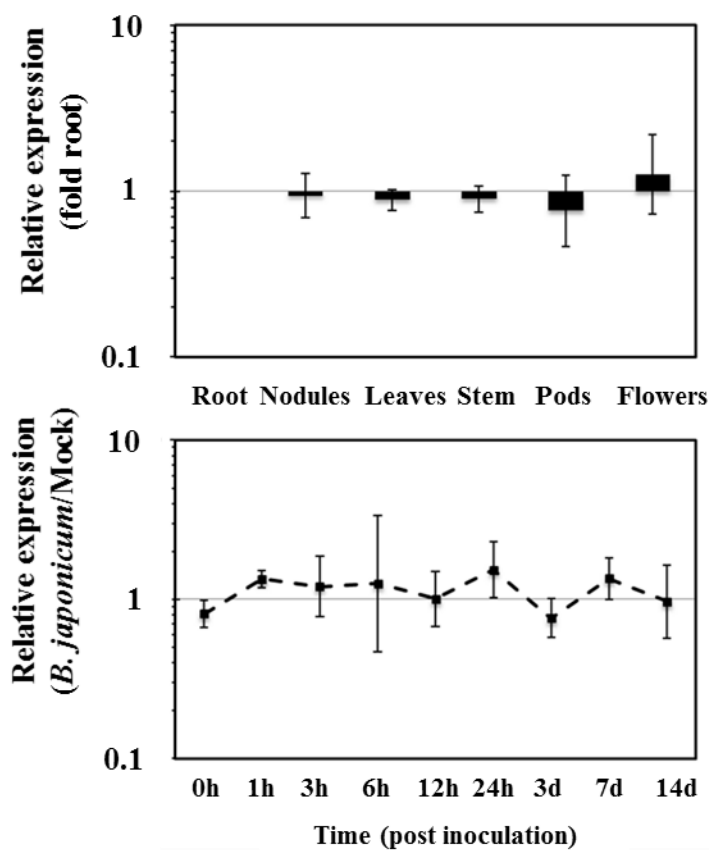 Relative expression
(fold root)
10
1
0.1
Root Nodules Leaves Stem Pods Flowers
Relative expression
(B. japonicum/Mock)
10
1
0.1
0h 1h 3h 6h 12h 24h 3d 7d 14d
Time (post inoculation)